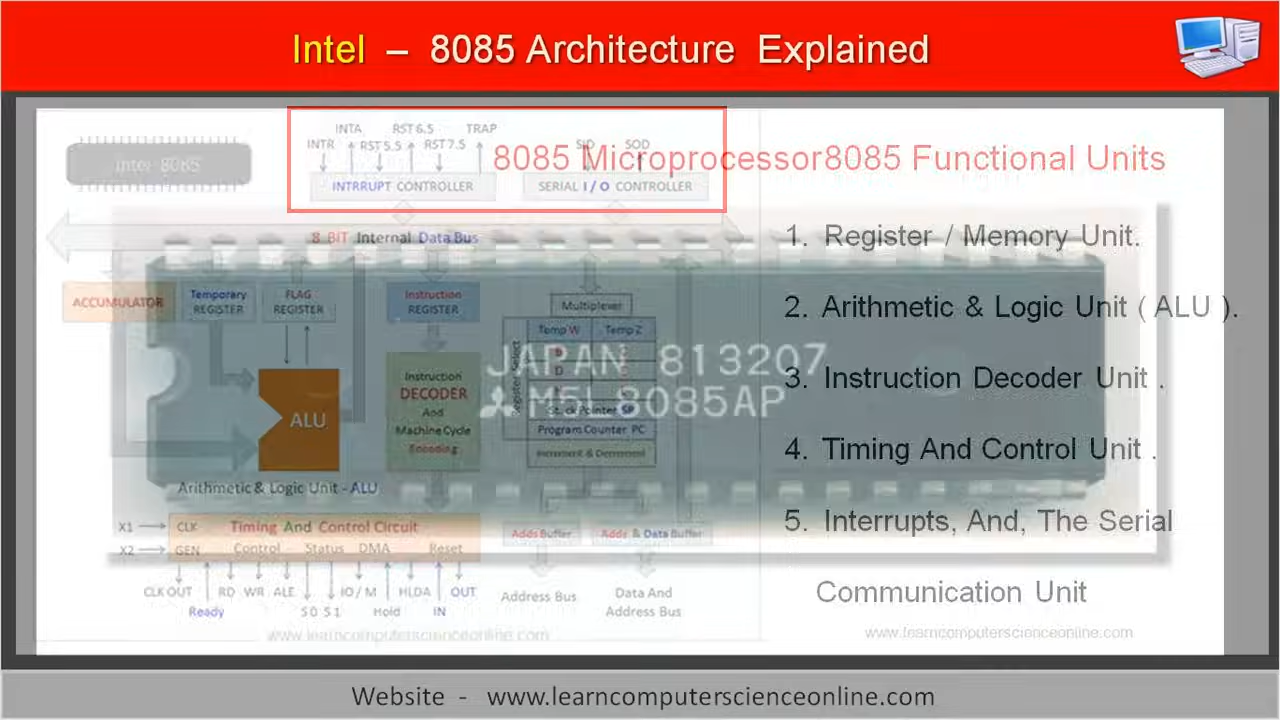 Intel – 8085 Architecture Explained
INTA RST 6.5 TRAP
INTR RST 5.5 RST 7.5 SID SOD
INTRRUPT CONTROLLER SERIAL I / O CONTROLLER
Intel 8085
8085 Microprocessor8085 Functional Units
8 BIT Internal Data Bus
1. Register / Memory Unit.
ACCUMULATOR
Temporary
REGISTER
FLAG
REGISTER
Instruction
REGISTER
Multiplexer
2. Arithmetic & Logic Unit ( ALU ).
Temp W Temp Z
Register Select
D
JAPAN 813207
M5L8085AP
3. Instruction Decoder Unit .
Instruction
DECODER
And
Machine Cycle
Encoding
ALU
Stack Pointer SP
Program Counter PC
Increment & Decrement
4. Timing And Control Unit .
Arithmetic & Logic Unit - ALU
5. Interrupts, And, The Serial
Communication Unit
X1 CLK Timing And Control Circuit
X2 GEN Control Status DMA Reset
Adds Buffer Adds & Data Buffer
CLK OUT RD WR ALE IO / M HLDA OUT
Ready S 0 S 1 Hold IN
Address Bus
Data And
Address Bus
www.learncomputerscienceonline.com
www.learncomputerscienceonline.com
Website - www.learncomputerscienceonline.com